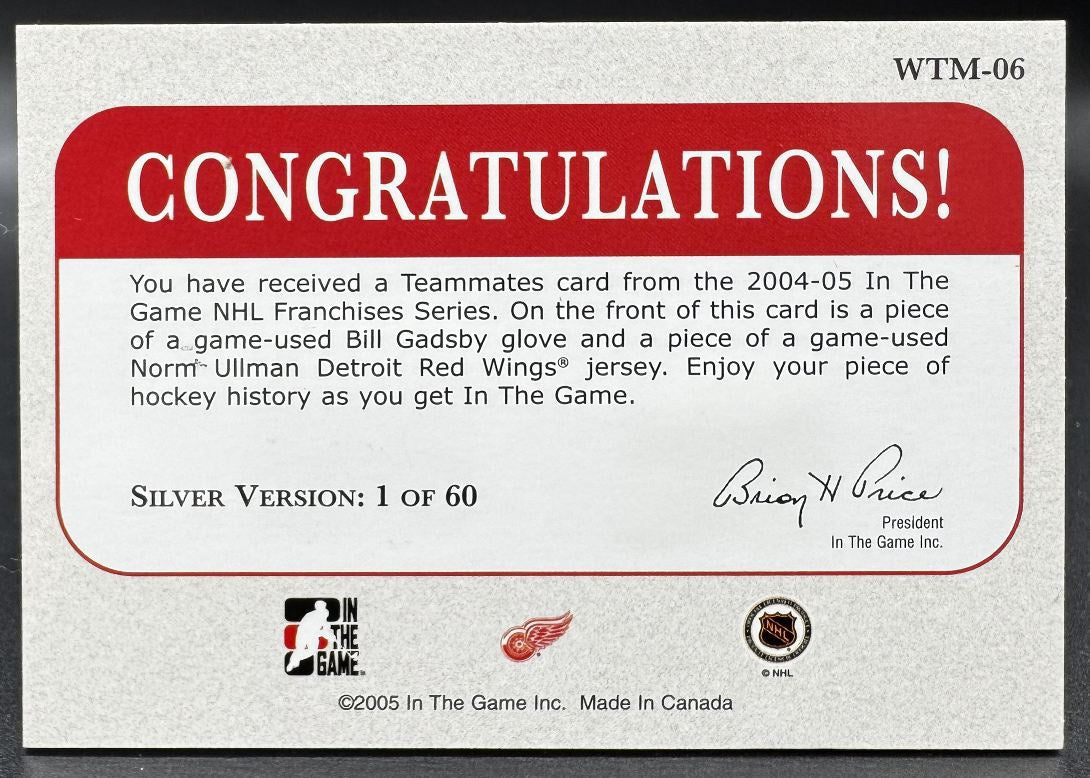 WTM-06
CONGRATULATIONS!
You have received a Teammates card from the 2004-05 In The
Game NHL Franchises Series. On the front of this card is a piece
of a game-used Bill Gadsby glove and a piece of a game-used
Norm Ullman Detroit Red Wings® jersey. Enjoy your piece of
hockey history as you get In The Game.
SILVER VERSION: 1 OF 60
Brian H Price
President
In The Game Inc.
IN
THE
GAME
NHL
© NHL
©2005 In The Game Inc. Made In Canada